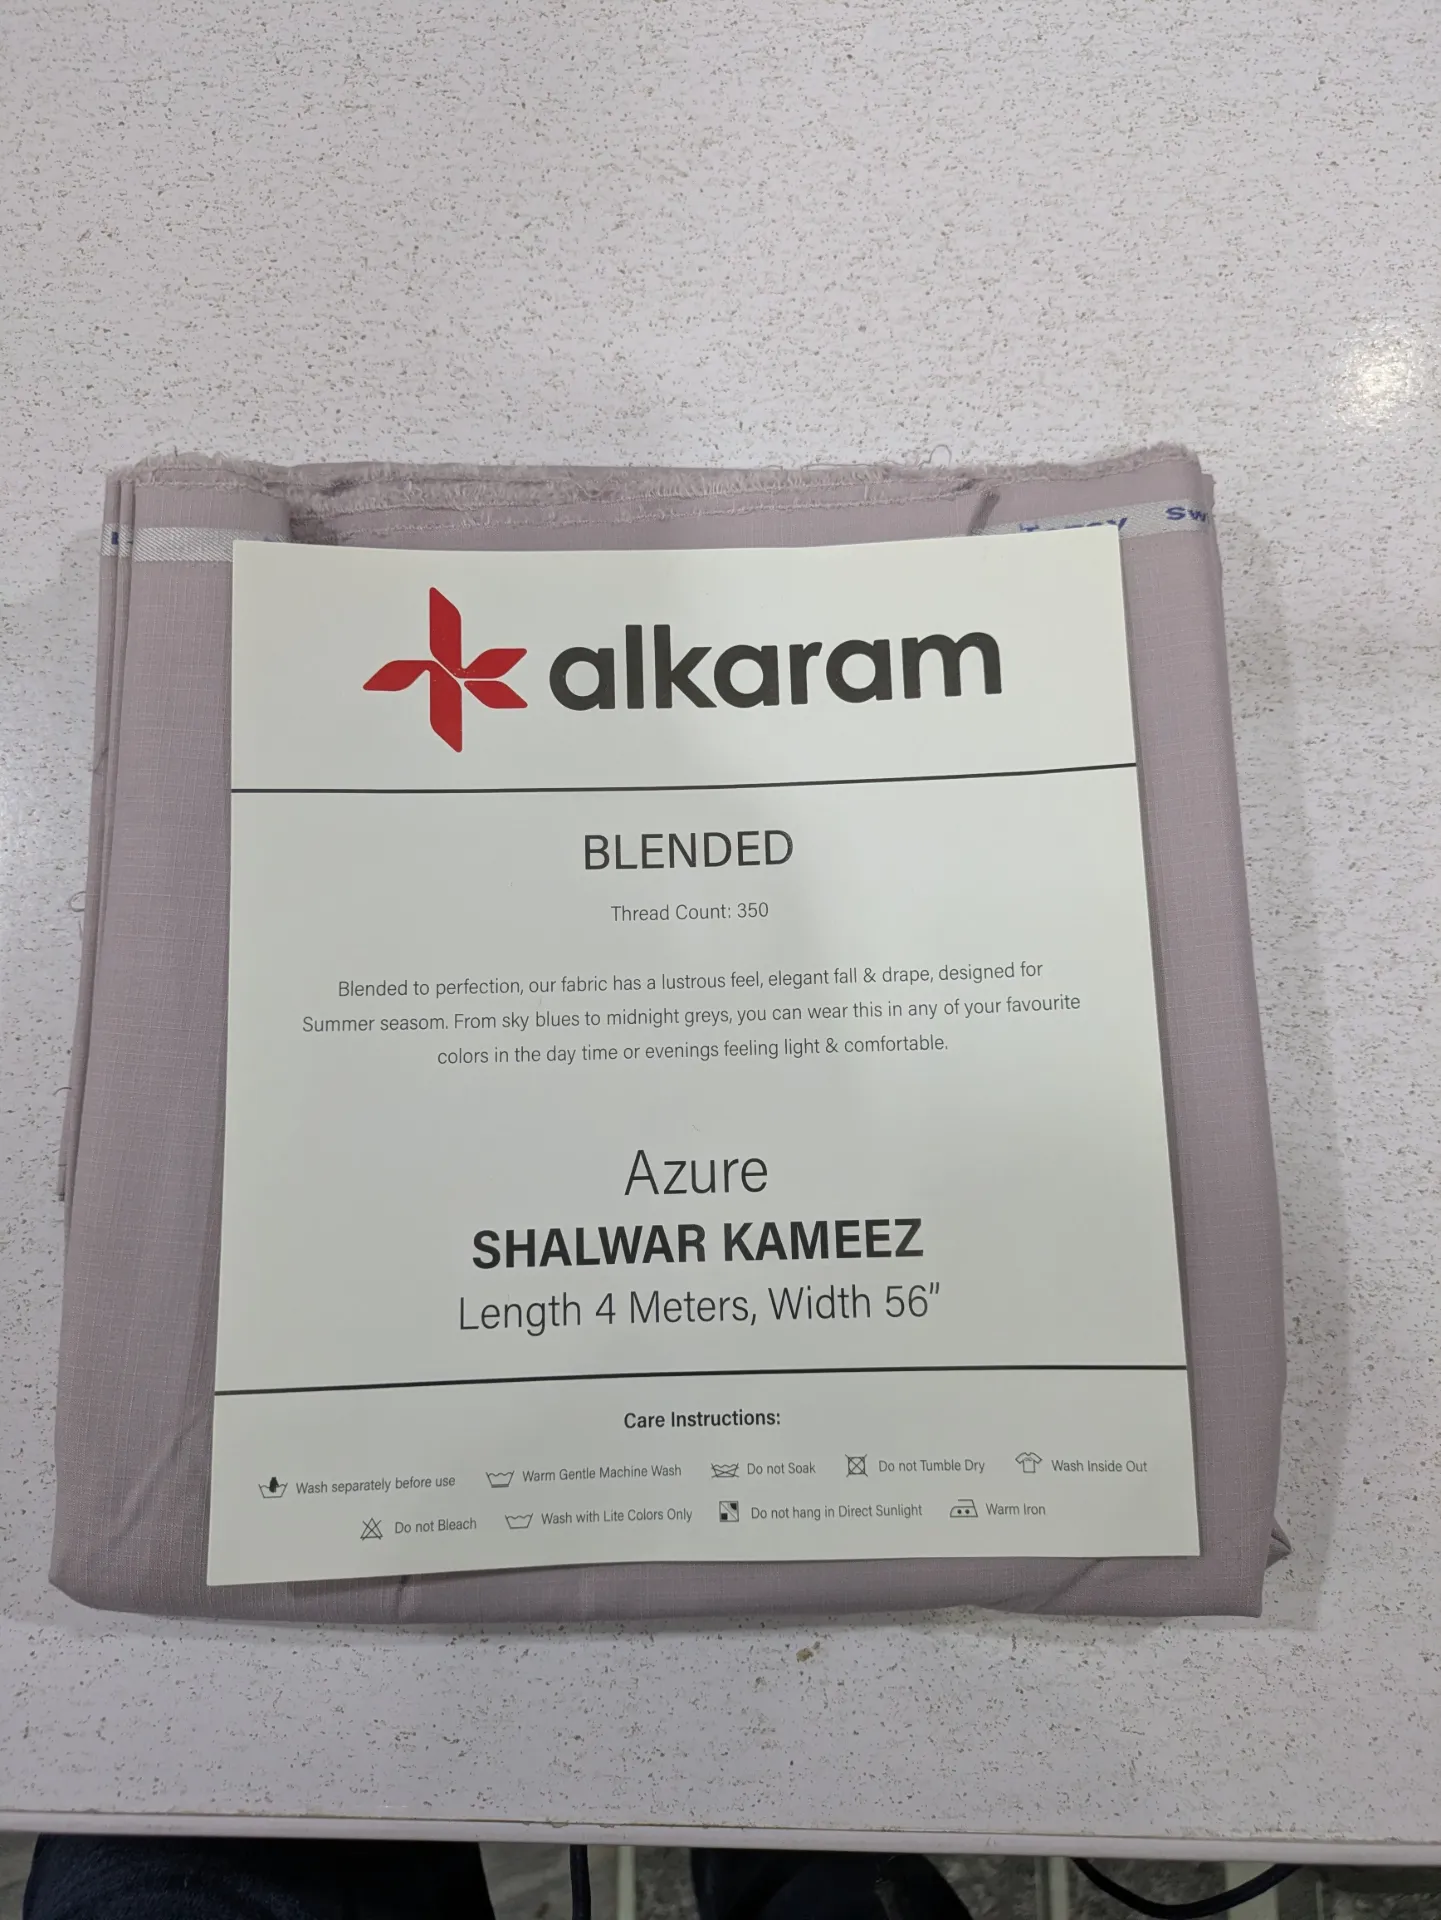 alkaram
BLENDED
Thread Count: 350
Blended to perfection, our fabric has a lustrous feel, elegant fall & drape, designed for
Summer seasom. From sky blues to midnight greys, you can wear this in any of your favourite
colors in the day time or evenings feeling light & comfortable.
Azure
SHALWAR KAMEEZ
Length 4 Meters, Width 56”
Care Instructions:
Wash separately before use Warm Gentle Machine Wash Do not Soak Do not Tumble Dry Wash Inside Out
Do not Bleach Wash with Lite Colors Only Do not hang in Direct Sunlight Warm Iron